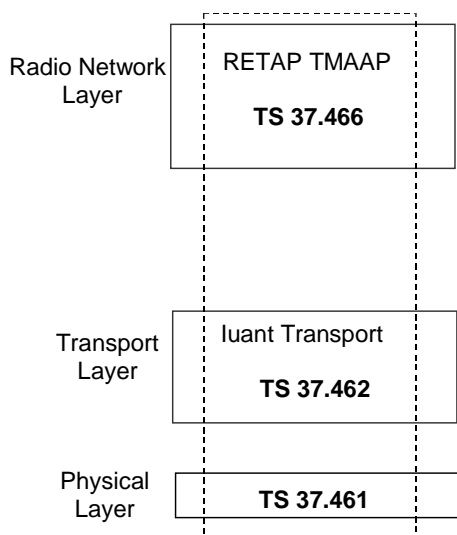 Radio Network
Layer
RETAP TMAAP
TS 37.466
Transport
Layer
Iuant Transport
TS 37.462
Physical
Layer
TS 37.461